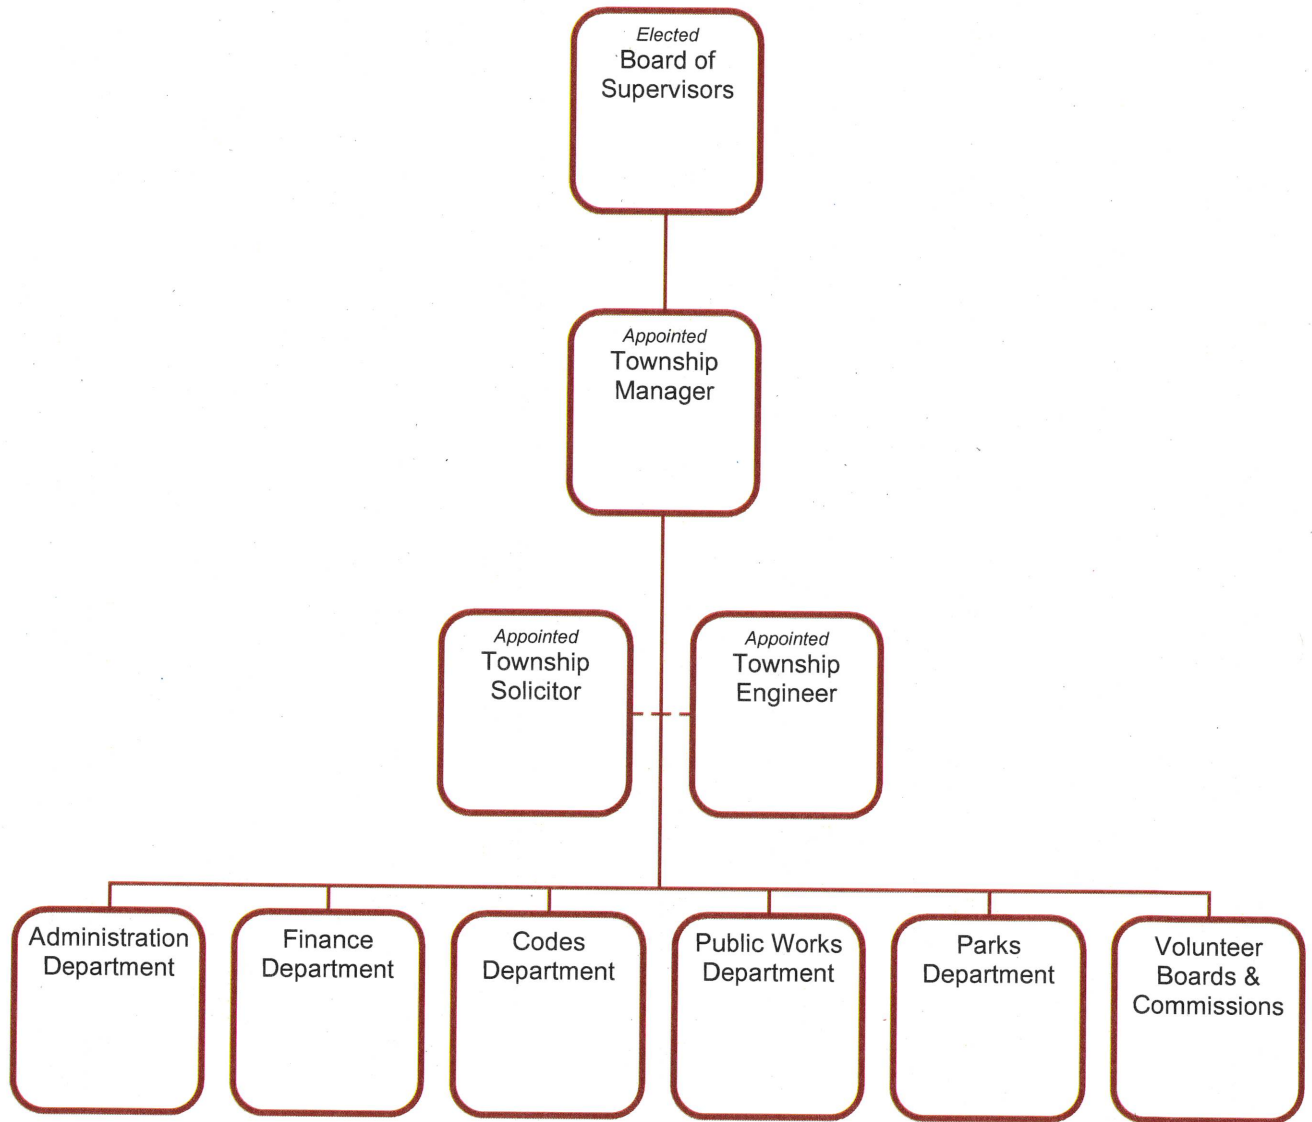 Elected
Board of
Supervisors
Appointed
Township
Manager
Appointed
Township
Solicitor
Appointed
Township
Engineer
Administration
Department
Finance
Department
Codes
Department
Public Works
Department
Parks
Department
Volunteer
Boards &
Commissions